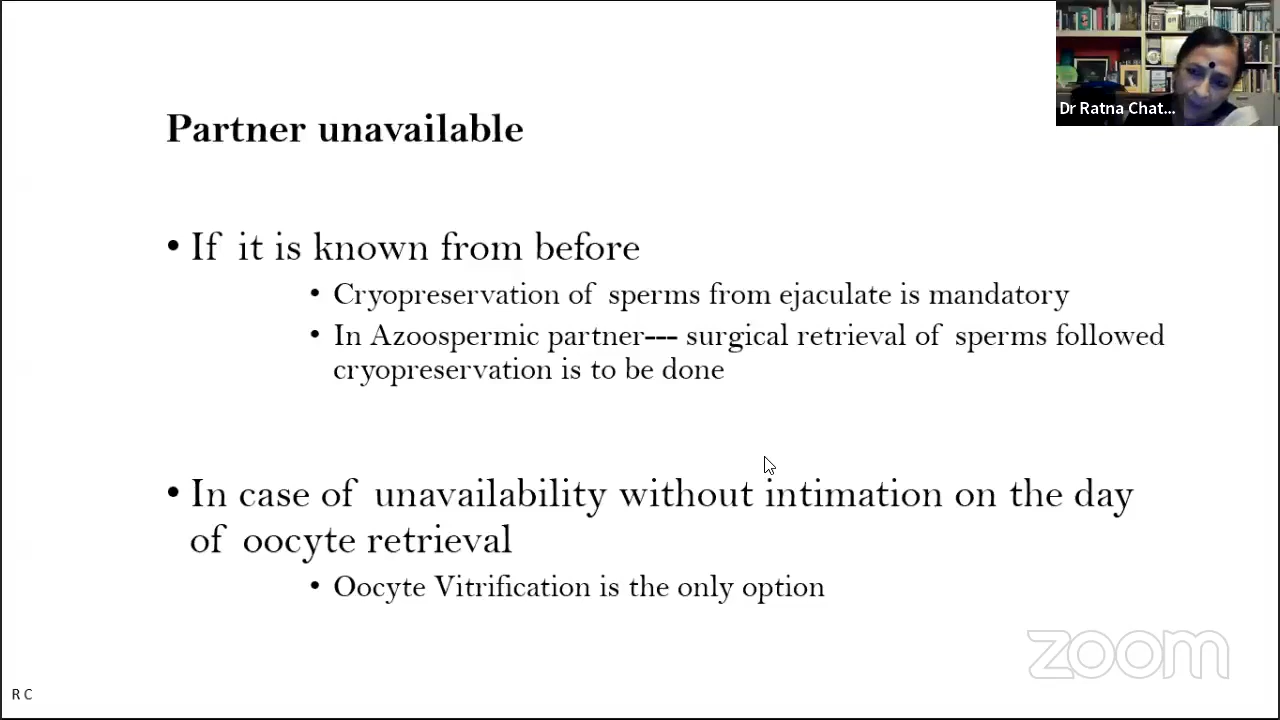 Dr Ratna Chat...
Partner unavailable
• If it is known from before
• Cryopreservation of sperms from ejaculate is mandatory
• In Azoospermic partner--- surgical retrieval of sperms followed
cryopreservation is to be done
• In case of unavailability without intimation on the day
of oocyte retrieval
• Oocyte Vitrification is the only option
zoom
R C